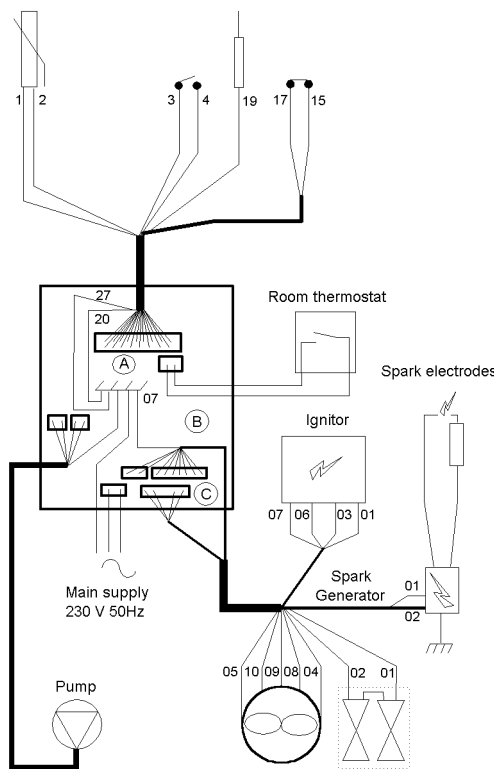 1 2 3 4 19 17 15
27
20
Room thermostat
A
07
Spark electrodes
B
Ignitor
C
07 06 03 01
Main supply
230 V 50Hz
Spark
Generator
01
02
05 10 09 08 04 02 01
Pump